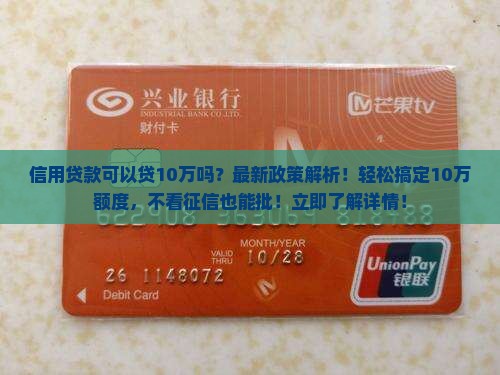 兴业银行
INDUSTRIAL BANK CO.,LTD.
财付卡
芒果tv
信用贷款可以贷10万吗？最新政策解析！轻松搞定10万
额度，不看征信也能批！立即了解详情！
MONTH/YEAR
VALID
THRU
10/28
26 1148072
Debit Card
UnionPay
银联